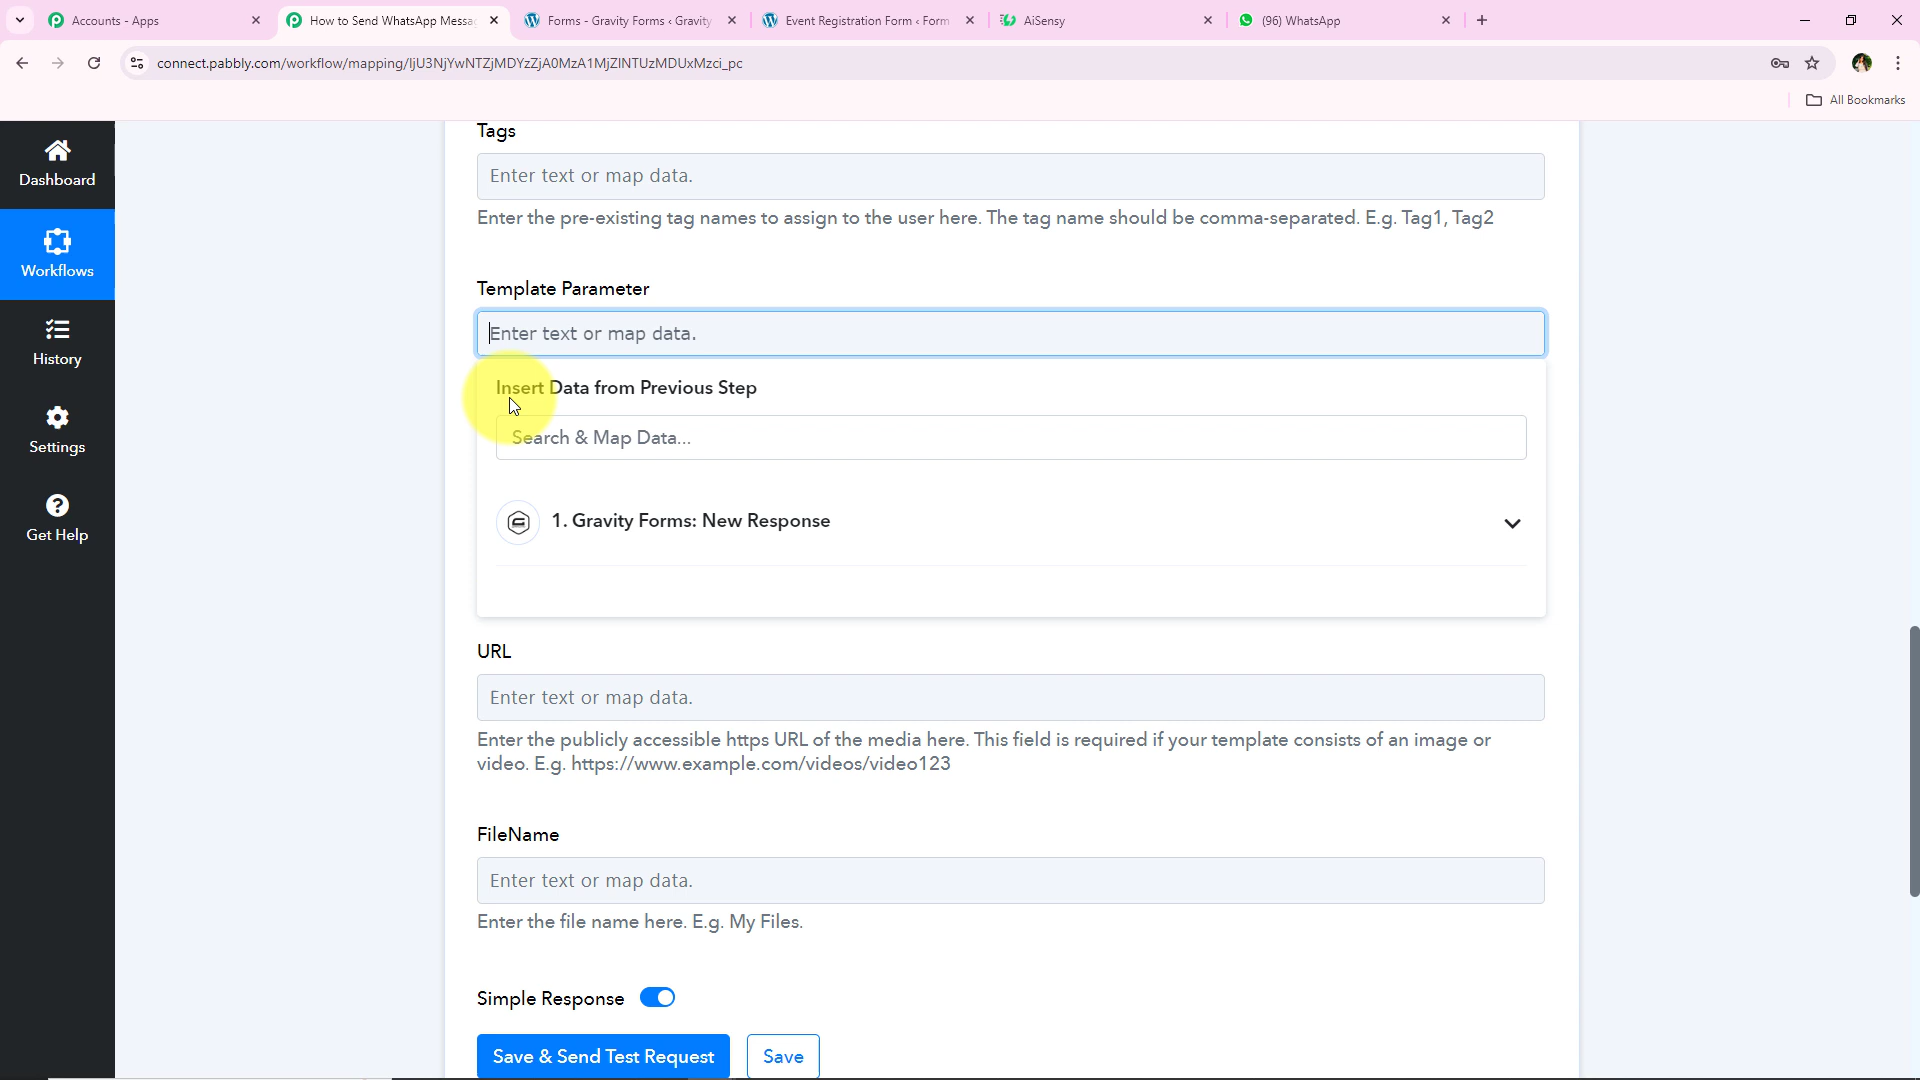 Accounts - Apps
How to Send WhatsApp Messag
Forms - Gravity Forms ‹ Gravity
Event Registration Form ‹ Form
AiSensy
(96) WhatsApp
connect.pabbly.com/workflow/mapping/IjU3NjYwNTZjMDYzZjA0MzA1MjZlNTUzMDUxMzci_pc
All Bookmarks
Dashboard
Workflows
History
Settings
Get Help
Tags
Enter text or map data.
Enter the pre-existing tag names to assign to the user here. The tag name should be comma-separated. E.g. Tag1, Tag2
Template Parameter
Enter text or map data.
Insert Data from Previous Step
Search & Map Data...
1. Gravity Forms: New Response
URL
Enter text or map data.
Enter the publicly accessible https URL of the media here. This field is required if your template consists of an image or
video. E.g. https://www.example.com/videos/video123
FileName
Enter text or map data.
Enter the file name here. E.g. My Files.
Simple Response
Save & Send Test Request
Save